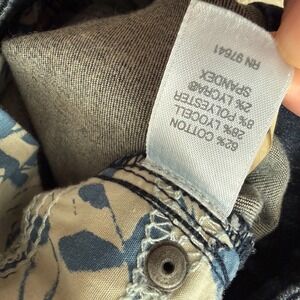 62% COTTON
28% LYOCELL
8% POLYESTER
2% LYCRA®
SPANDEX
RN 97641